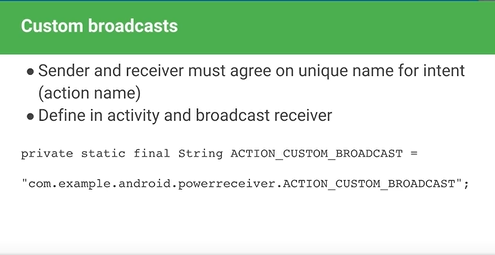 Custom broadcasts
● Sender and receiver must agree on unique name for intent
(action name)
● Define in activity and broadcast receiver
private static final String ACTION_CUSTOM_BROADCAST =
"com.example.android.powerreceiver.ACTION_CUSTOM_BROADCAST";